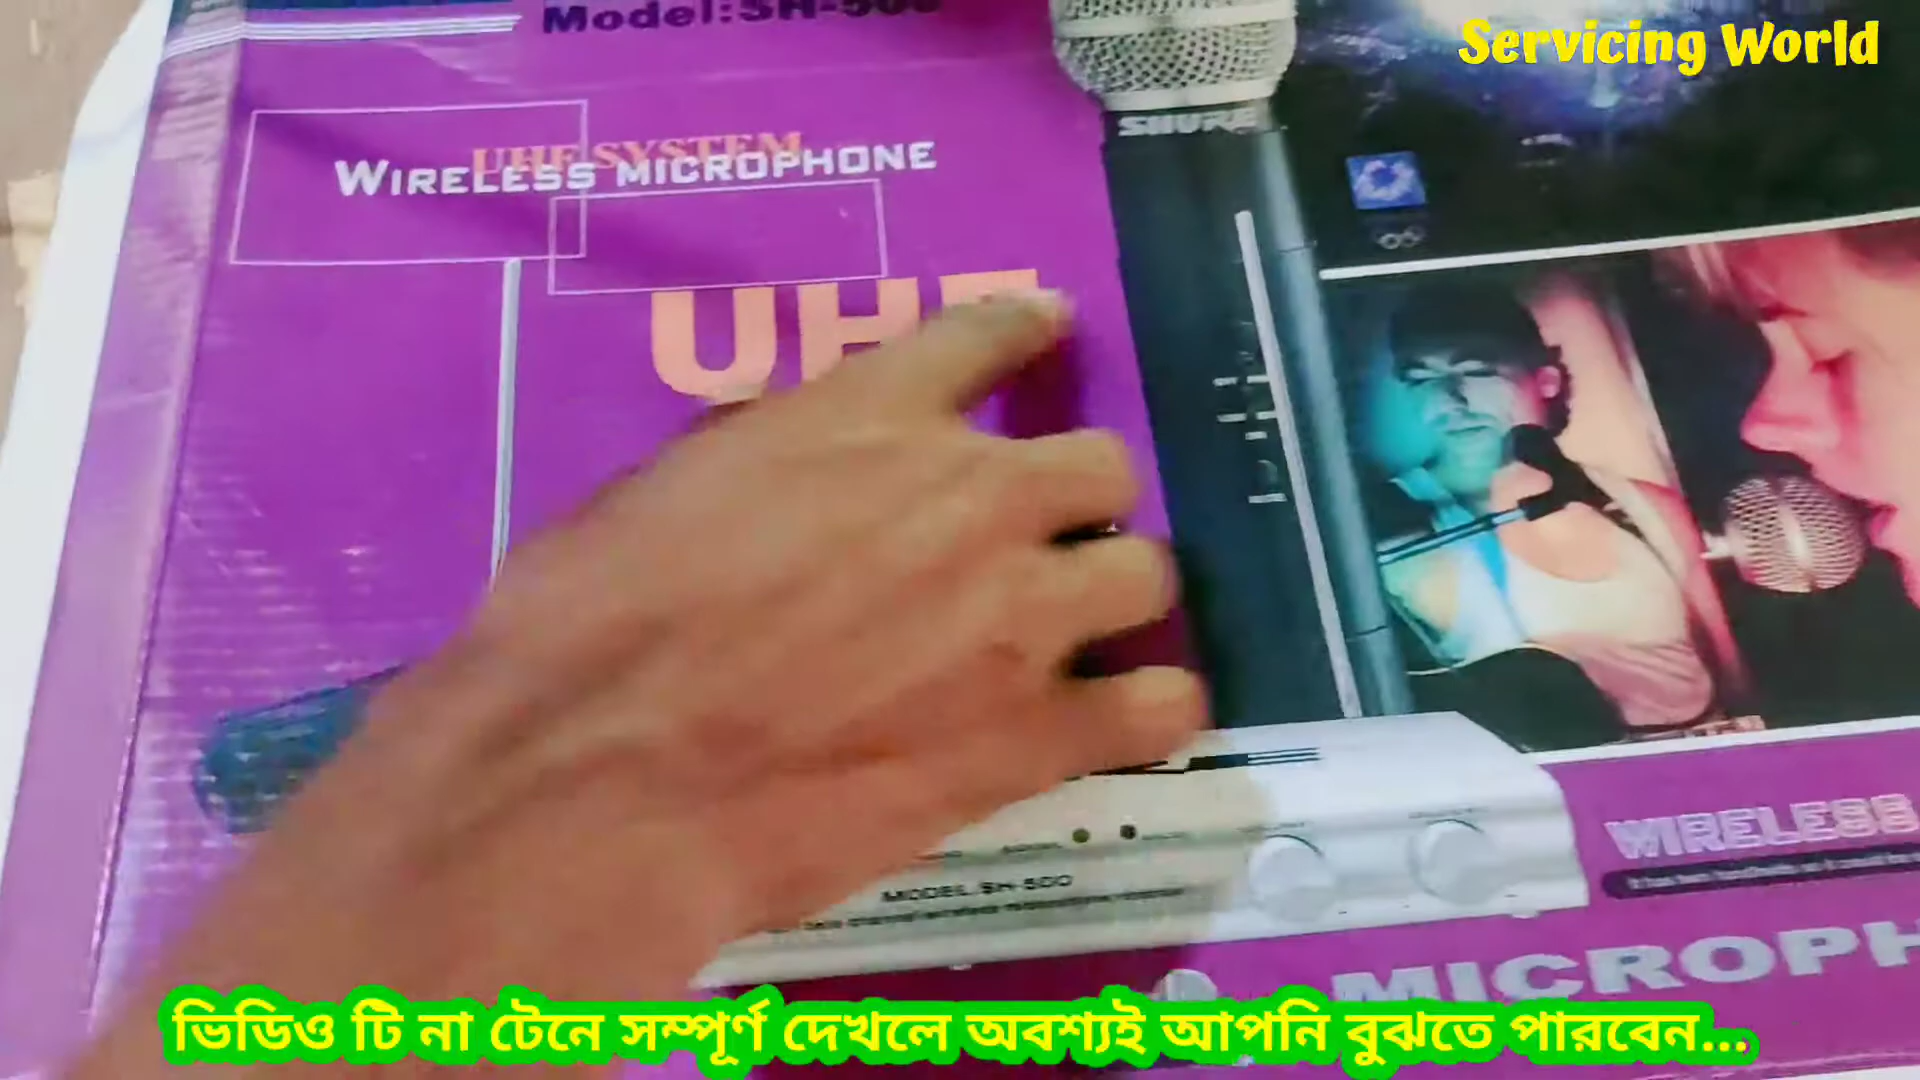 Model:SH-500
Servicing World
SHURE
UHF SYSTEM
WIRELESS MICROPHONE
UHF
MODEL:SH-500
WIRELESS
MICROPH
ভিডিও টি না টেনে সম্পূর্ণ দেখলে অবশ্যই আপনি বুঝতে পারবেন...